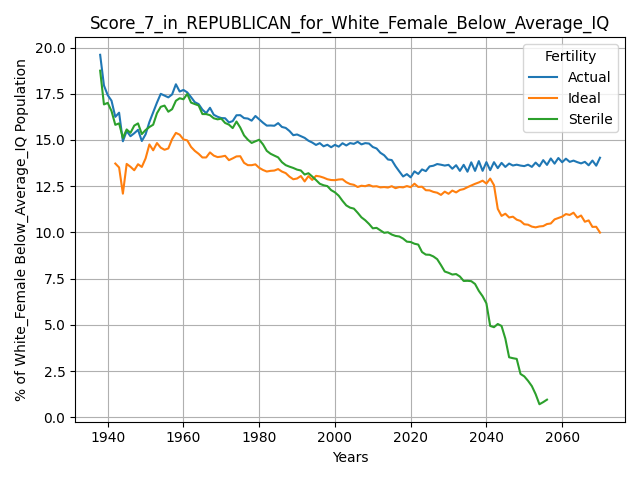 Score_7_in_REPUBLICAN_for_White_Female_Below_Average_IQ
% of White_Female Below_Average_IQ Population
20.0
17.5
15.0
12.5
10.0
7.5
5.0
2.5
0.0
Fertility
Actual
Ideal
Sterile
1940 1960 1980 2000 2020 2040 2060
Years